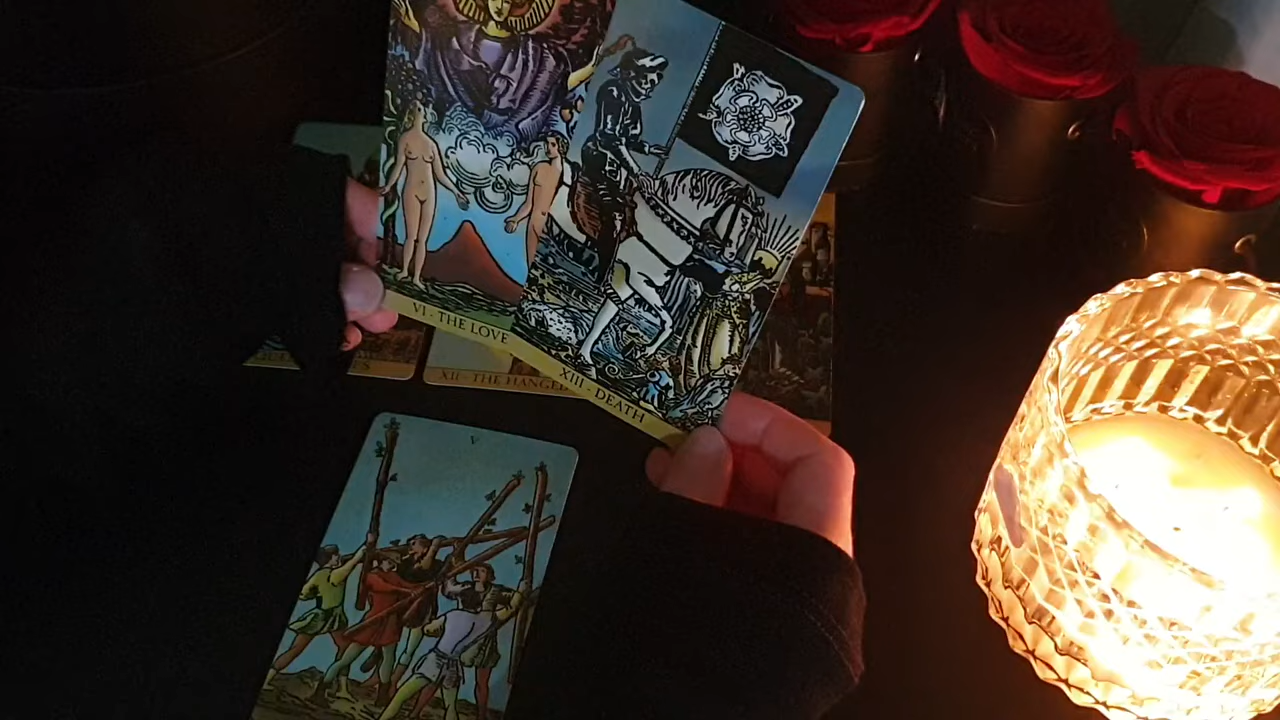 VI - THE LOVE
XIII - DEATH
XII - THE HANGED
V